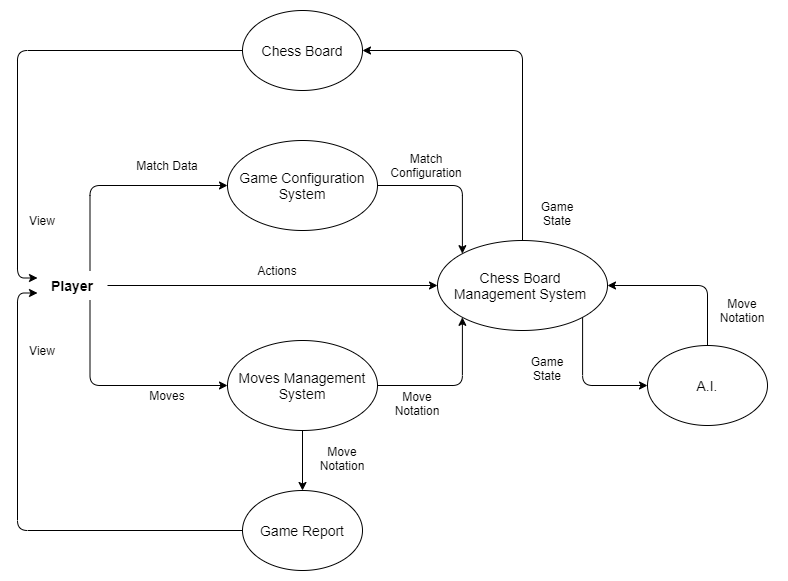 Chess Board
Match Data
Match
Configuration
Game Configuration
System
Game
State
View
Actions
Player
Chess Board
Management System
Move
Notation
View
Game
State
Moves Management
System
Moves
Move
Notation
A.I.
Move
Notation
Game Report